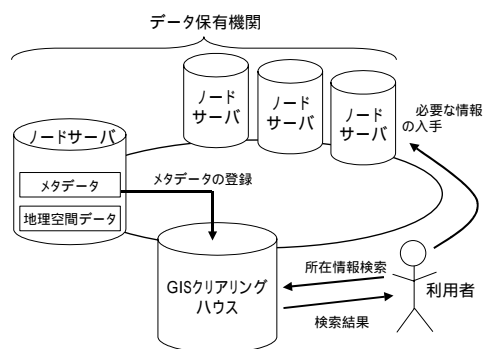 データ保有機関
ノード
サーバ
ノード
サーバ
ノード
サーバ
必要な情報
の入手
ノードサーバ
メタデータ
地理空間データ
メタデータの登録
GISクリアリング
ハウス
所在情報検索
検索結果
利用者